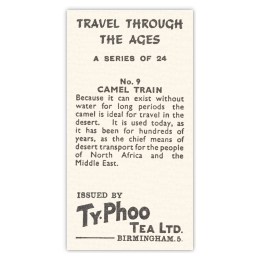 TRAVEL THROUGH
THE AGES
A SERIES OF 24
No. 9
CAMEL TRAIN
Because it can exist without
water for long periods the
camel is ideal for travel in the
desert. It is used today, as
it has been for hundreds of
years, as the chief means of
desert transport for the people
of North Africa and the
Middle East.
ISSUED BY
TY·PHOO
TEA LTD.
BIRMINGHAM.5.